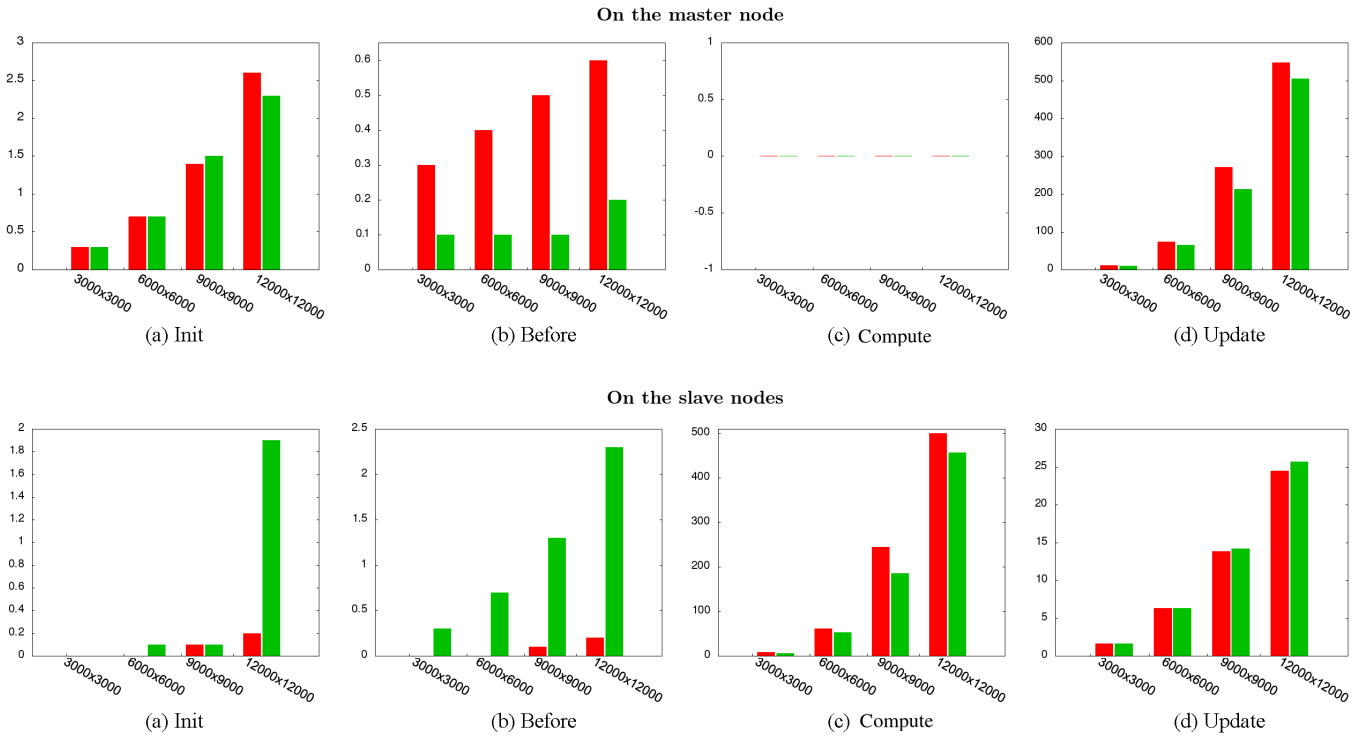 On the master node
3
2.5
2
1.5
1
0.5
0
3000x3000
6000x6000
9000x9000
12000x12000
(a) Init
0.6
0.5
0.4
0.3
0.2
0.1
0
3000x3000
6000x6000
9000x9000
12000x12000
(b) Before
1
0.5
0
-0.5
-1
3000x3000
6000x6000
9000x9000
12000x12000
(c) Compute
600
500
400
300
200
100
0
3000x3000
6000x6000
9000x9000
12000x12000
(d) Update
On the slave nodes
2
1.8
1.6
1.4
1.2
1
0.8
0.6
0.4
0.2
0
3000x3000
6000x6000
9000x9000
12000x12000
(a) Init
2.5
2
1.5
1
0.5
0
3000x3000
6000x6000
9000x9000
12000x12000
(b) Before
500
400
300
200
100
0
3000x3000
6000x6000
9000x9000
12000x12000
(c) Compute
30
25
20
15
10
5
0
3000x3000
6000x6000
9000x9000
12000x12000
(d) Update